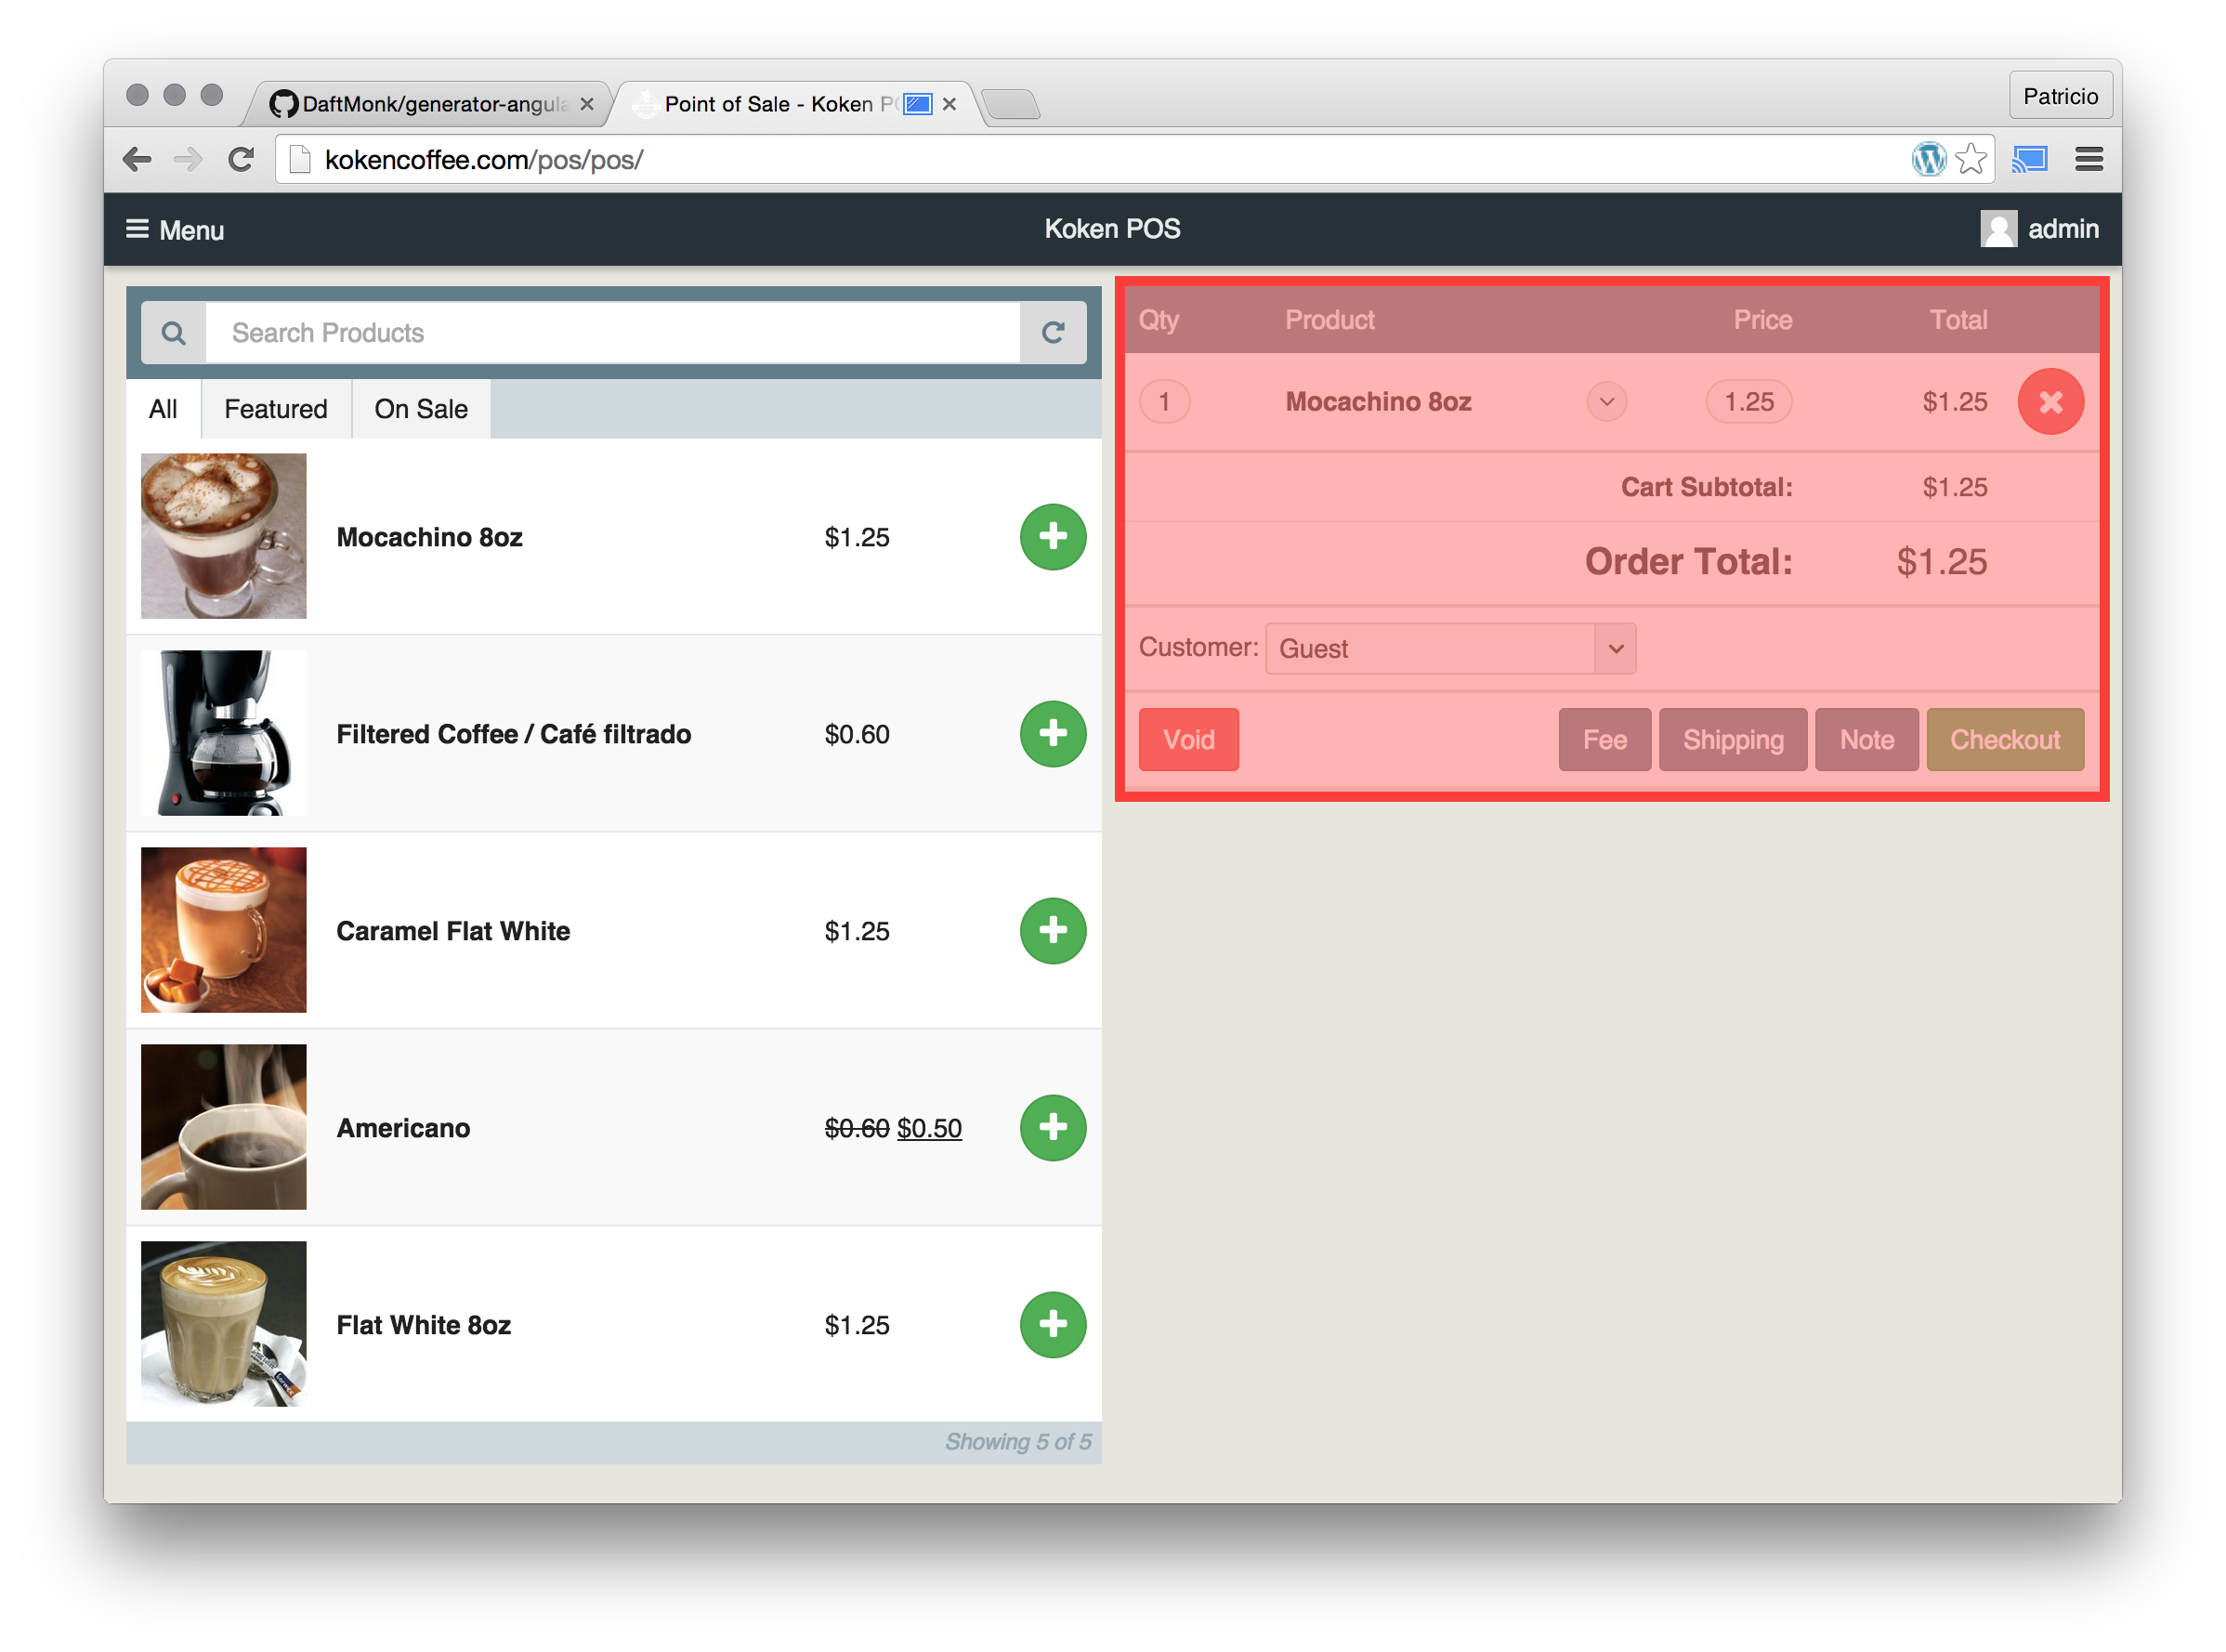 DaftMonk/generator-angula
Point of Sale - Koken P
Patricio
kokencoffee.com/pos/pos/
Menu
Koken POS
admin
Search Products
All Featured On Sale
Mocachino 8oz $1.25
Filtered Coffee / Café filtrado $0.60
Caramel Flat White $1.25
Americano $0.60 $0.50
Flat White 8oz $1.25
Showing 5 of 5
Qty Product Price Total
1 Mocachino 8oz 1.25 $1.25
Cart Subtotal: $1.25
Order Total: $1.25
Customer: Guest
Void Fee Shipping Note Checkout